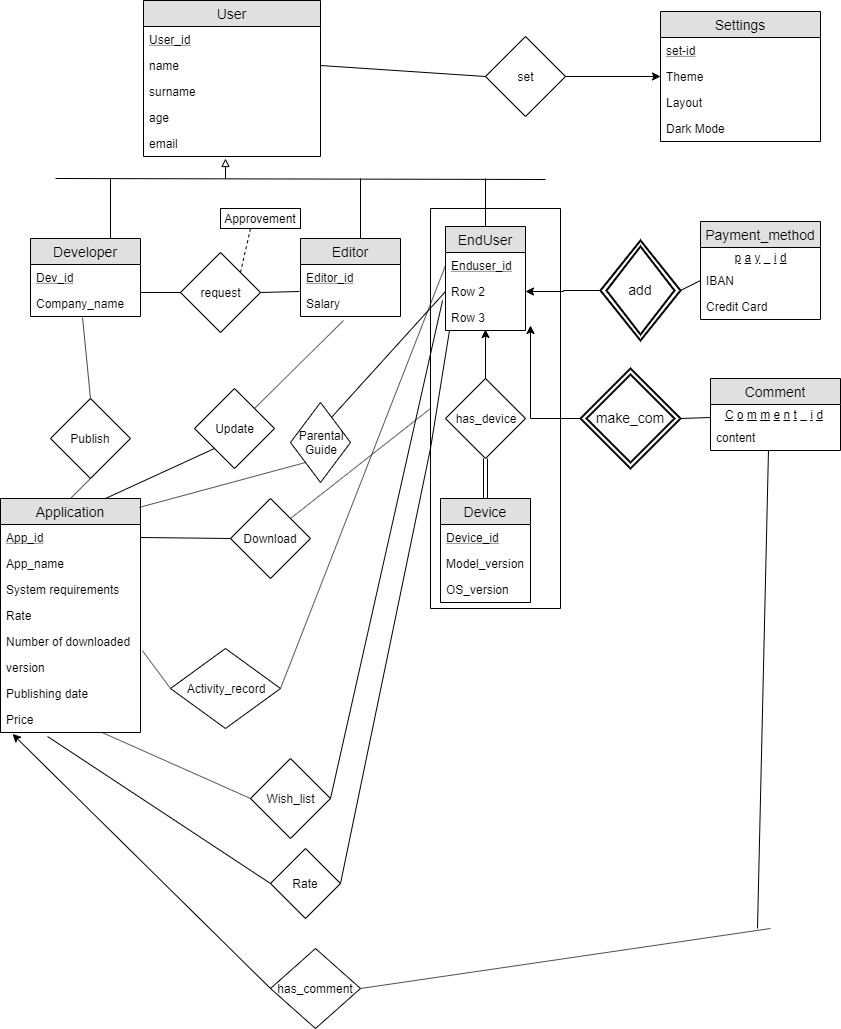 User
User_id
name
surname
age
email
set
Settings
set-id
Theme
Layout
Dark Mode
Approvement
Developer
Dev_id
Company_name
request
Editor
Editor_id
Salary
EndUser
Enduser_id
Row 2
Row 3
add
Payment_method
pay_id
IBAN
Credit Card
Publish
Update
Parental
Guide
has_device
make_com
Comment
Comment_id
content
Application
App_id
App_name
System requirements
Rate
Number of downloaded
version
Publishing date
Price
Download
Device
Device_id
Model_version
OS_version
Activity_record
Wish_list
Rate
has_comment